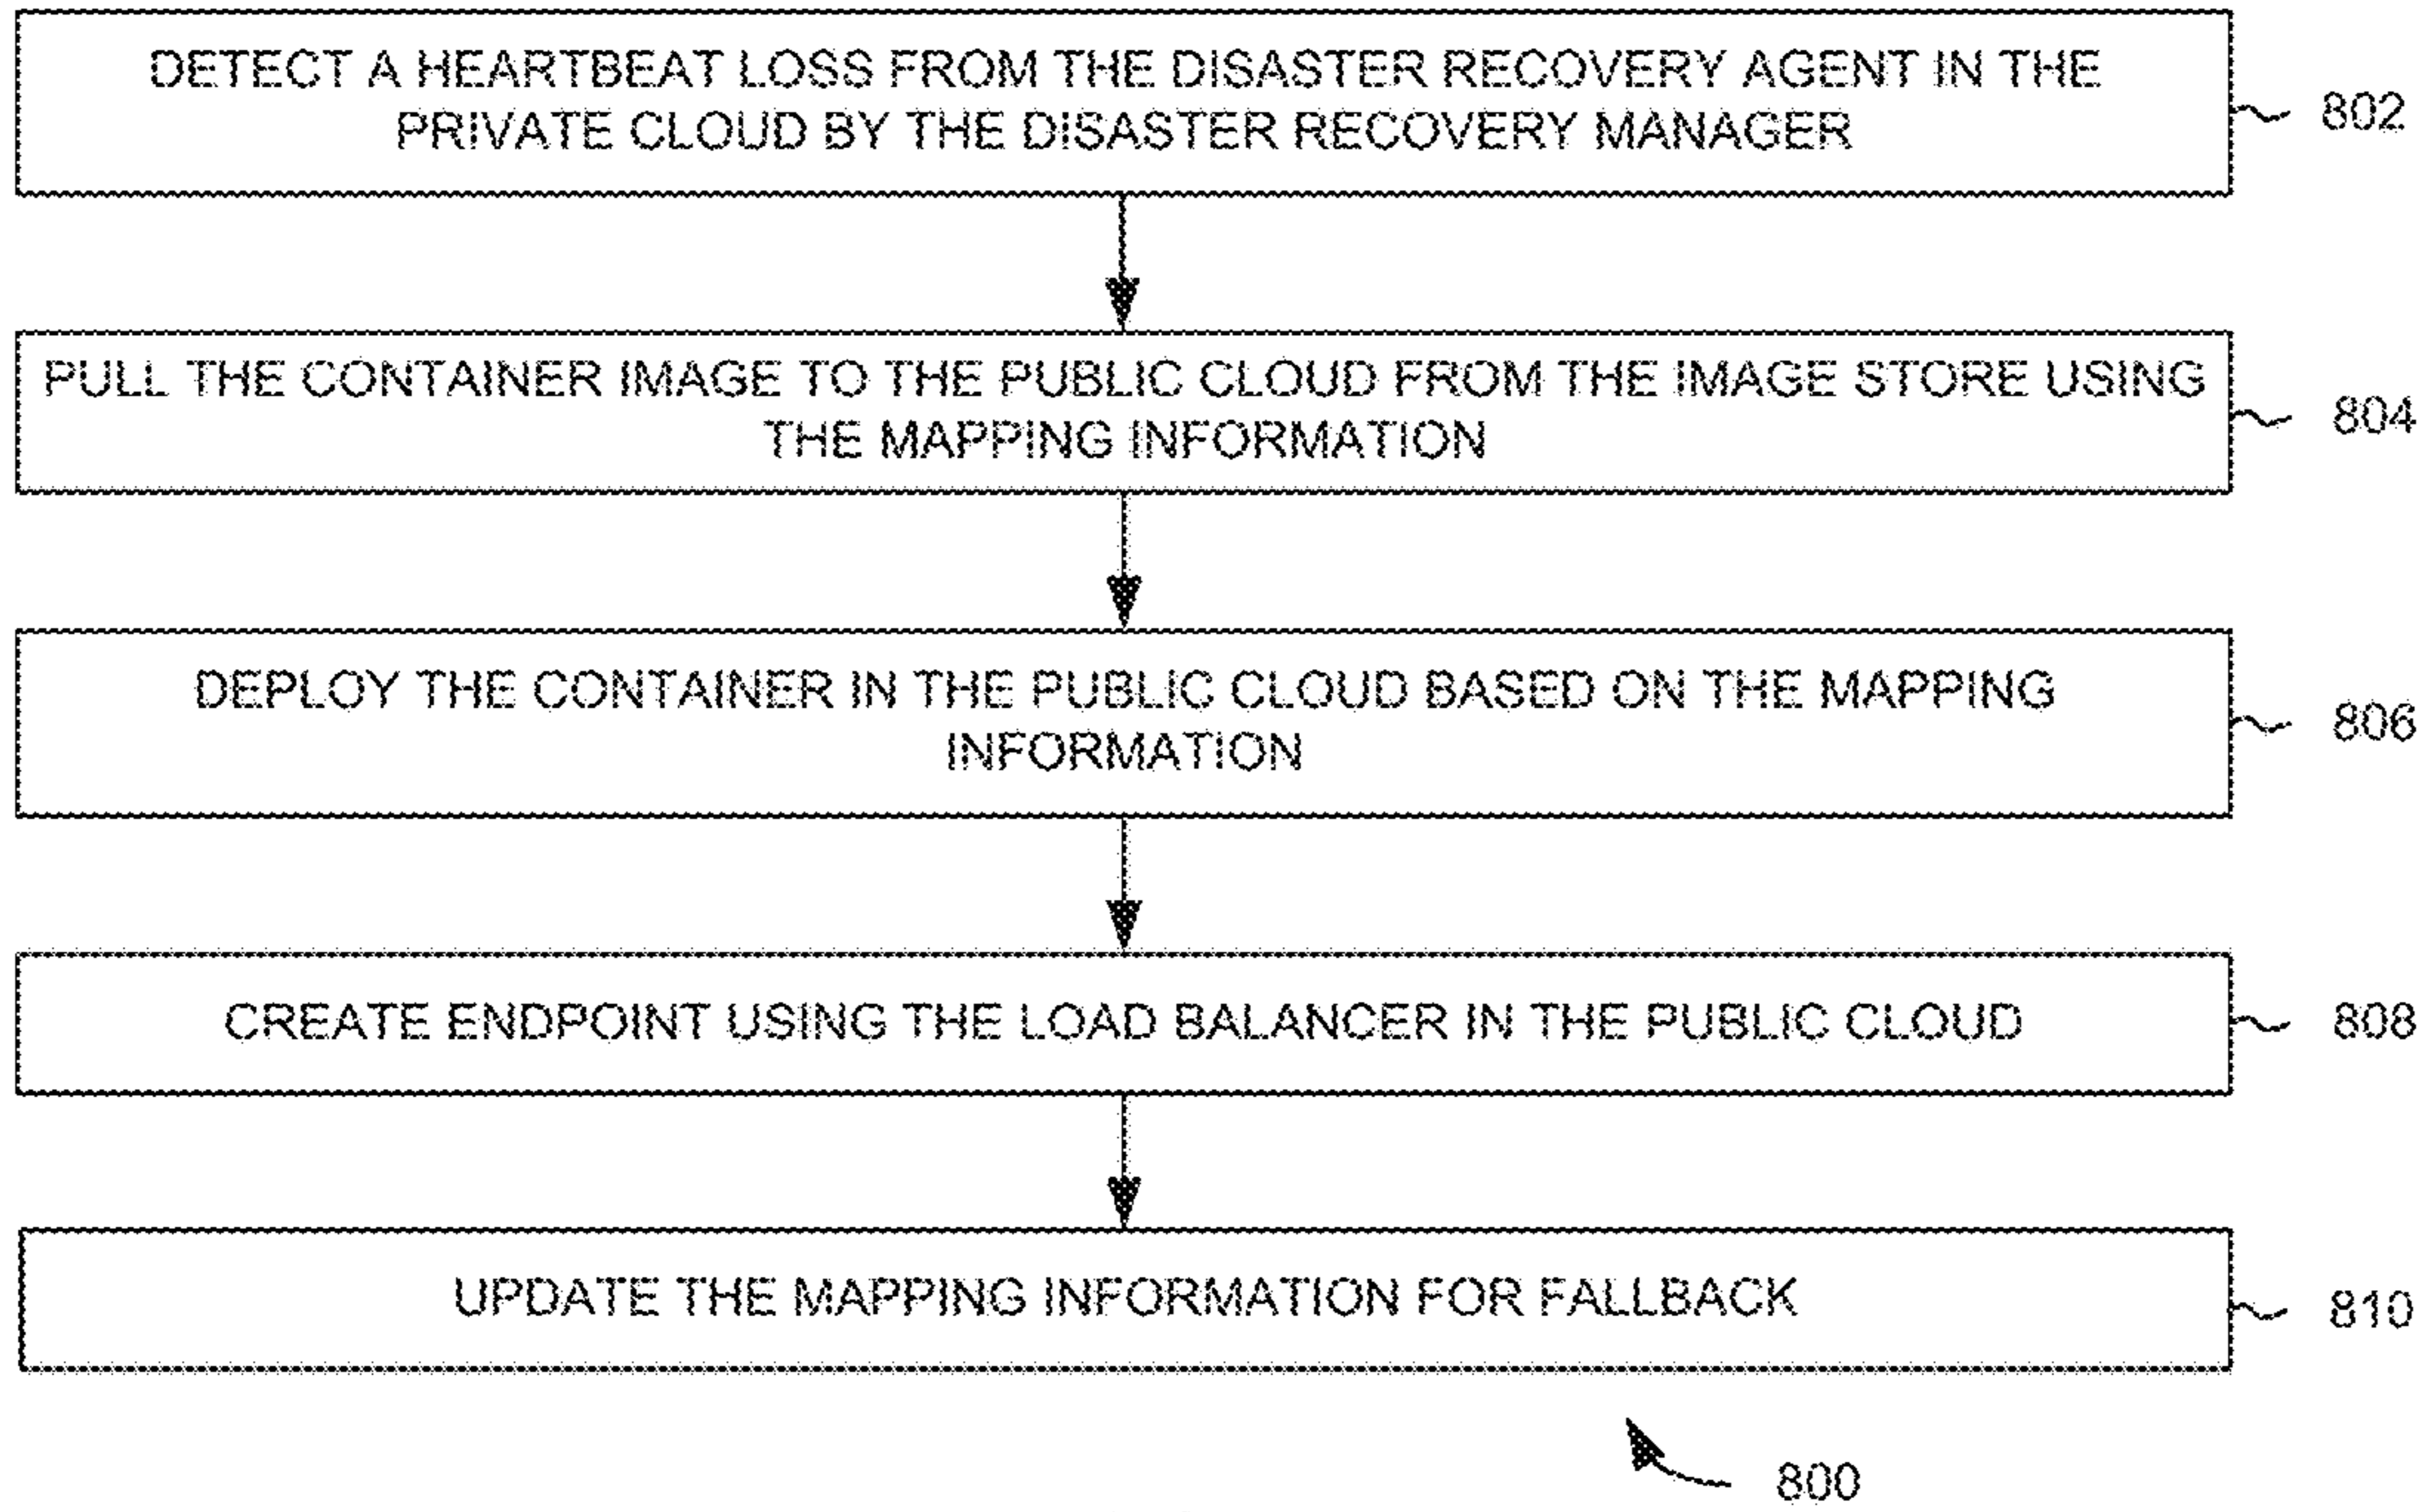 DETECT A HEARTBEAT LOSS FROM THE DISASTER RECOVERY AGENT IN THE
PRIVATE CLOUD BY THE DISASTER RECOVERY MANAGER
802
PULL THE CONTAINER IMAGE TO THE PUBLIC CLOUD FROM THE IMAGE STORE USING
THE MAPPING INFORMATION
804
DEPLOY THE CONTAINER IN THE PUBLIC CLOUD BASED ON THE MAPPING
INFORMATION
806
CREATE ENDPOINT USING THE LOAD BALANCER IN THE PUBLIC CLOUD
808
UPDATE THE MAPPING INFORMATION FOR FALLBACK
810
800